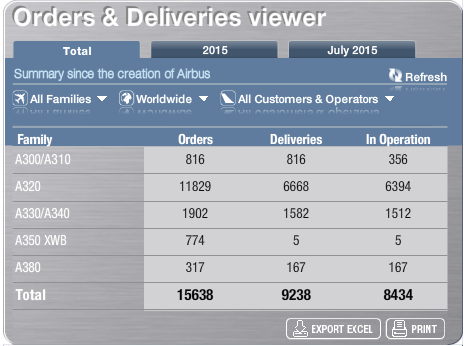 Orders & Deliveries viewer
Total 2015 July 2015
Summary since the creation of Airbus Refresh
All Families Worldwide All Customers & Operators
Family Orders Deliveries In Operation
A300/A310 816 816 356
A320 11829 6668 6394
A330/A340 1902 1582 1512
A350 XWB 774 5 5
A380 317 167 167
Total 15638 9238 8434
EXPORT EXCEL PRINT